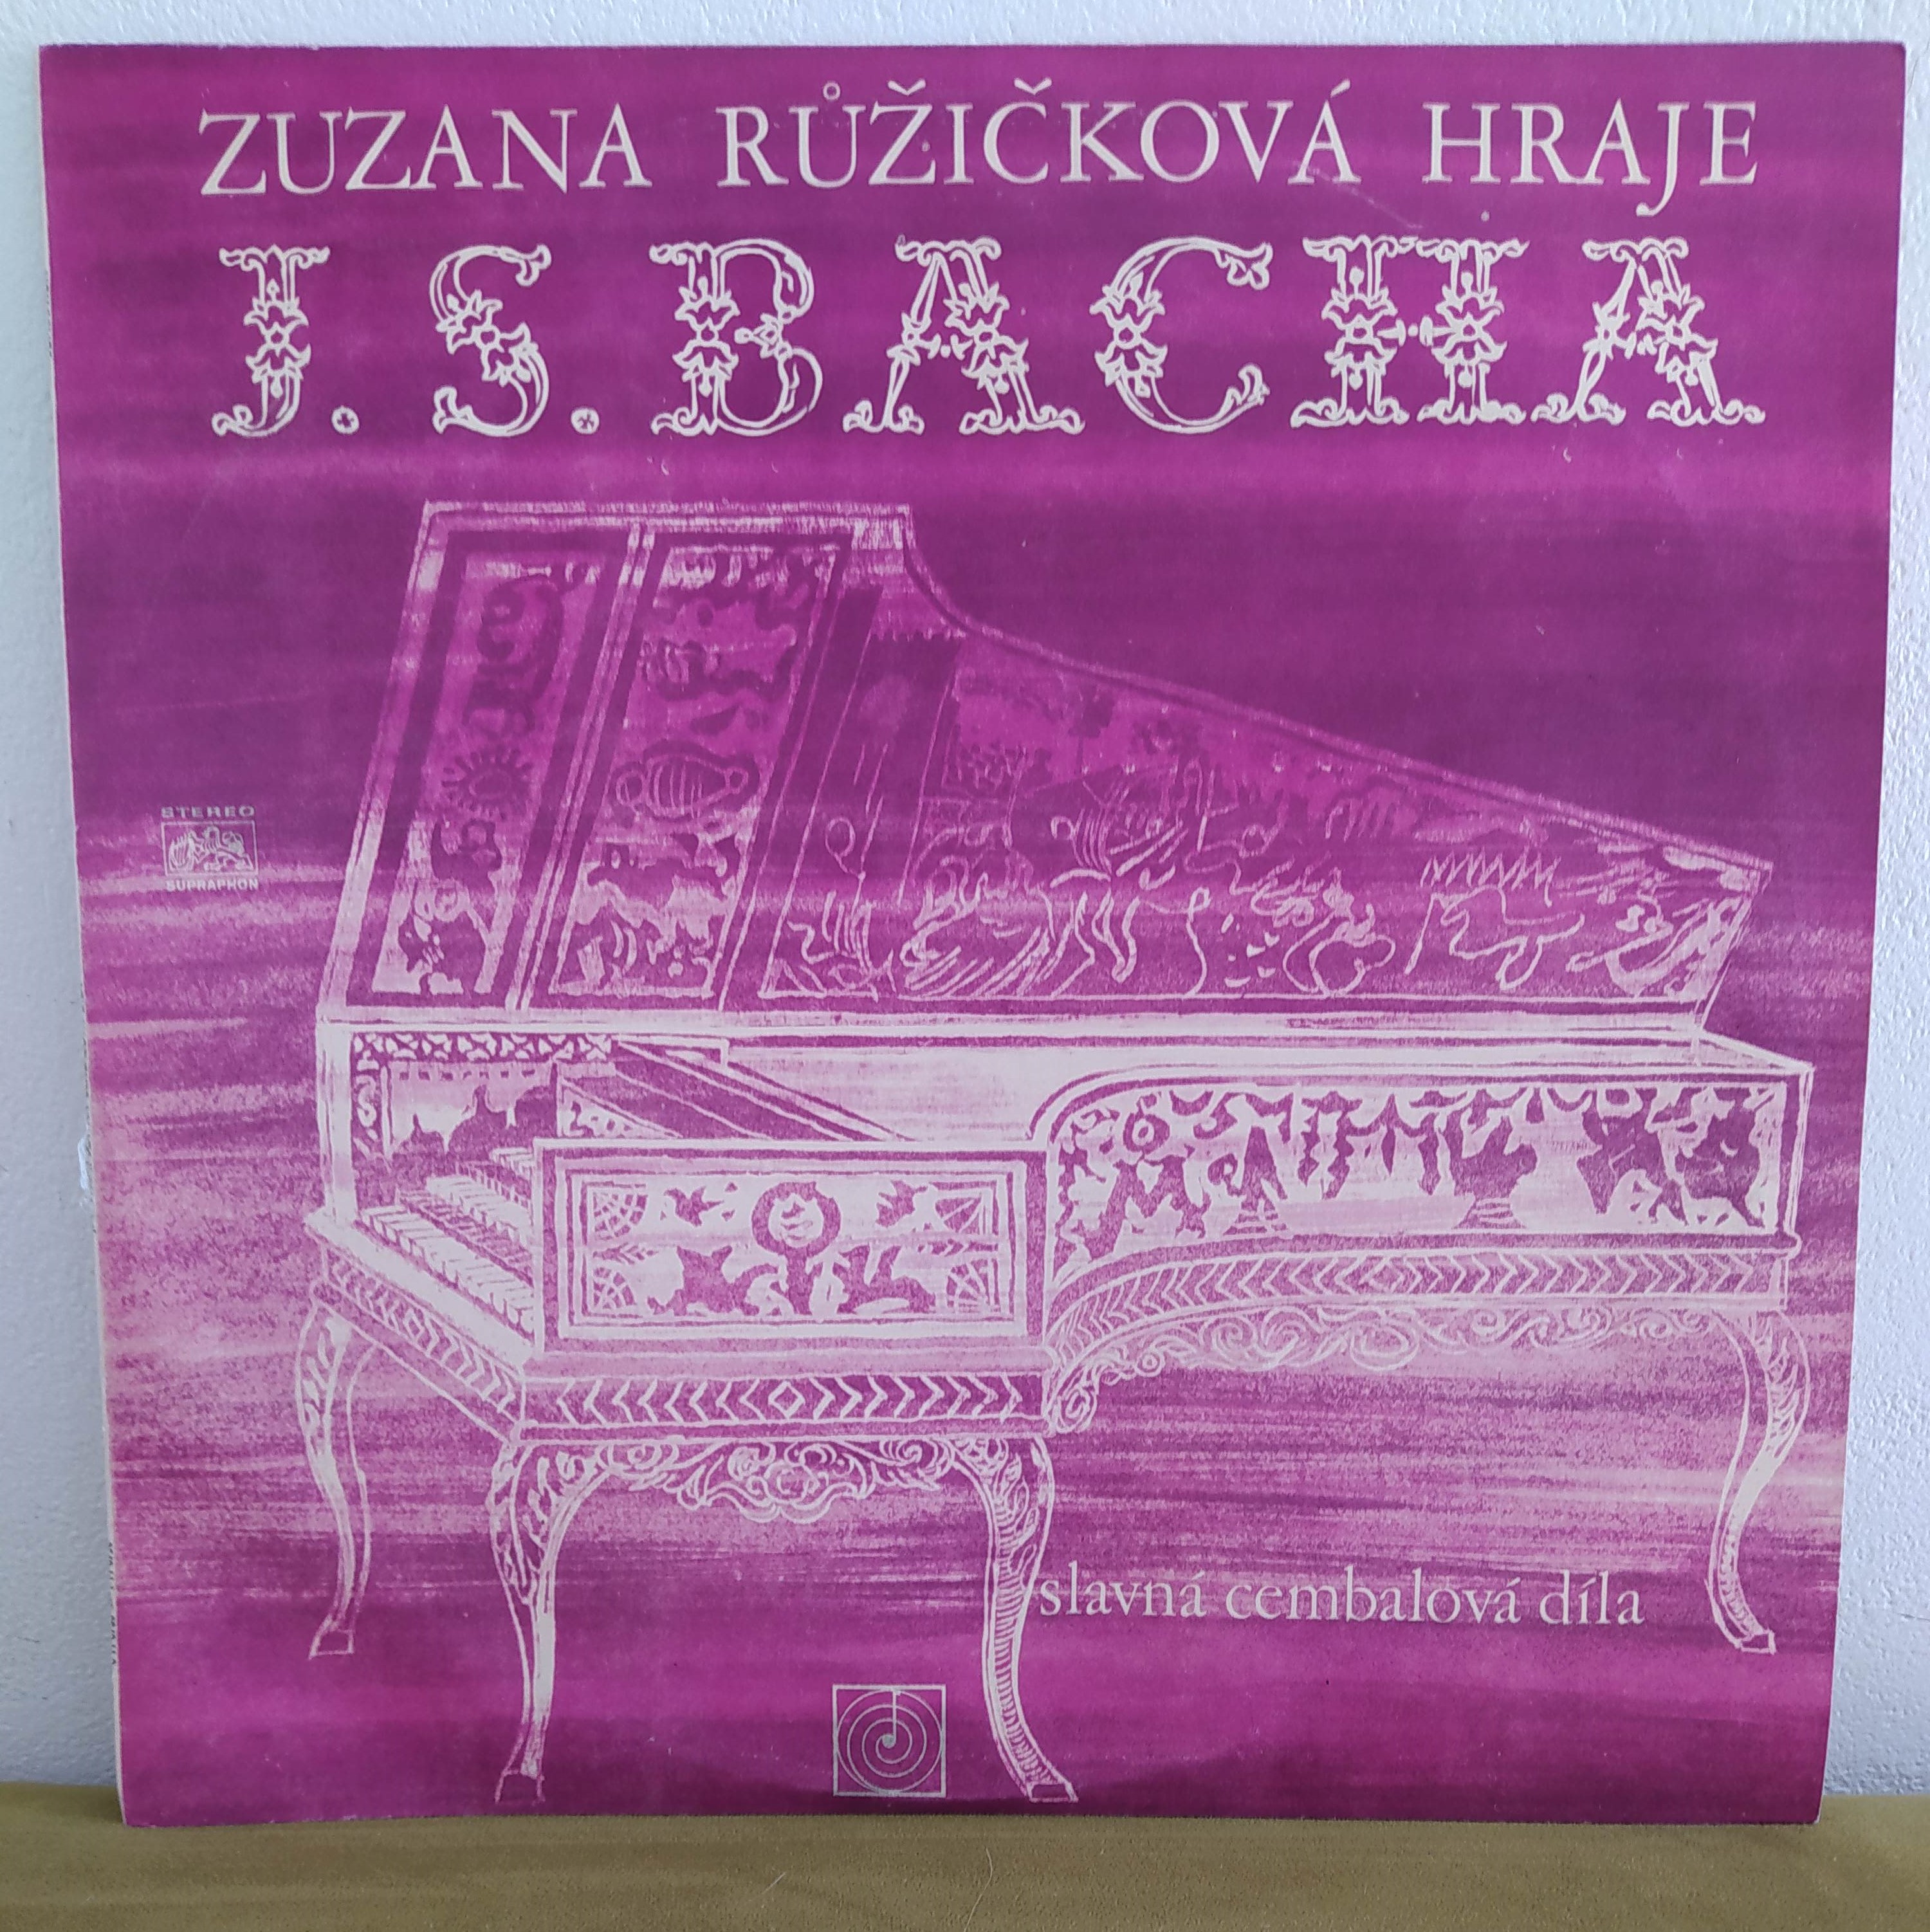 ZUZANA RŮŽIČKOVÁ HRAJE
J. S. BACHA
STEREO
SUPRAPHON
slavná cembalová díla